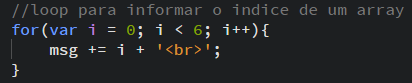 //loop para informar o indice de um array
for(var i = 0; i < 6; i++){
    msg += i + '<br>';
}